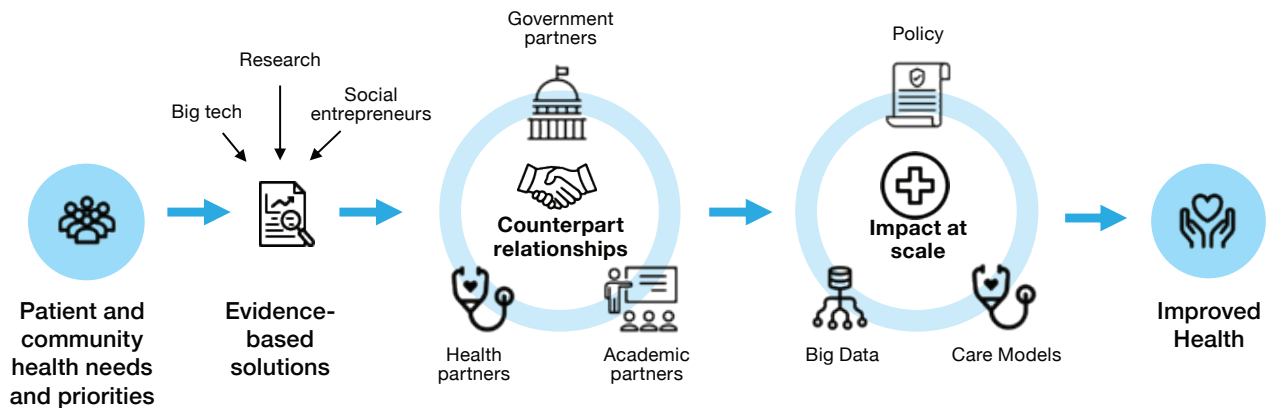 Patient and
community
health needs
and priorities
Big tech
Research
Social
entrepreneurs
Evidence-
based
solutions
Government
partners
Counterpart
relationships
Health
partners
Academic
partners
Policy
Impact at
scale
Big Data
Care Models
Improved
Health